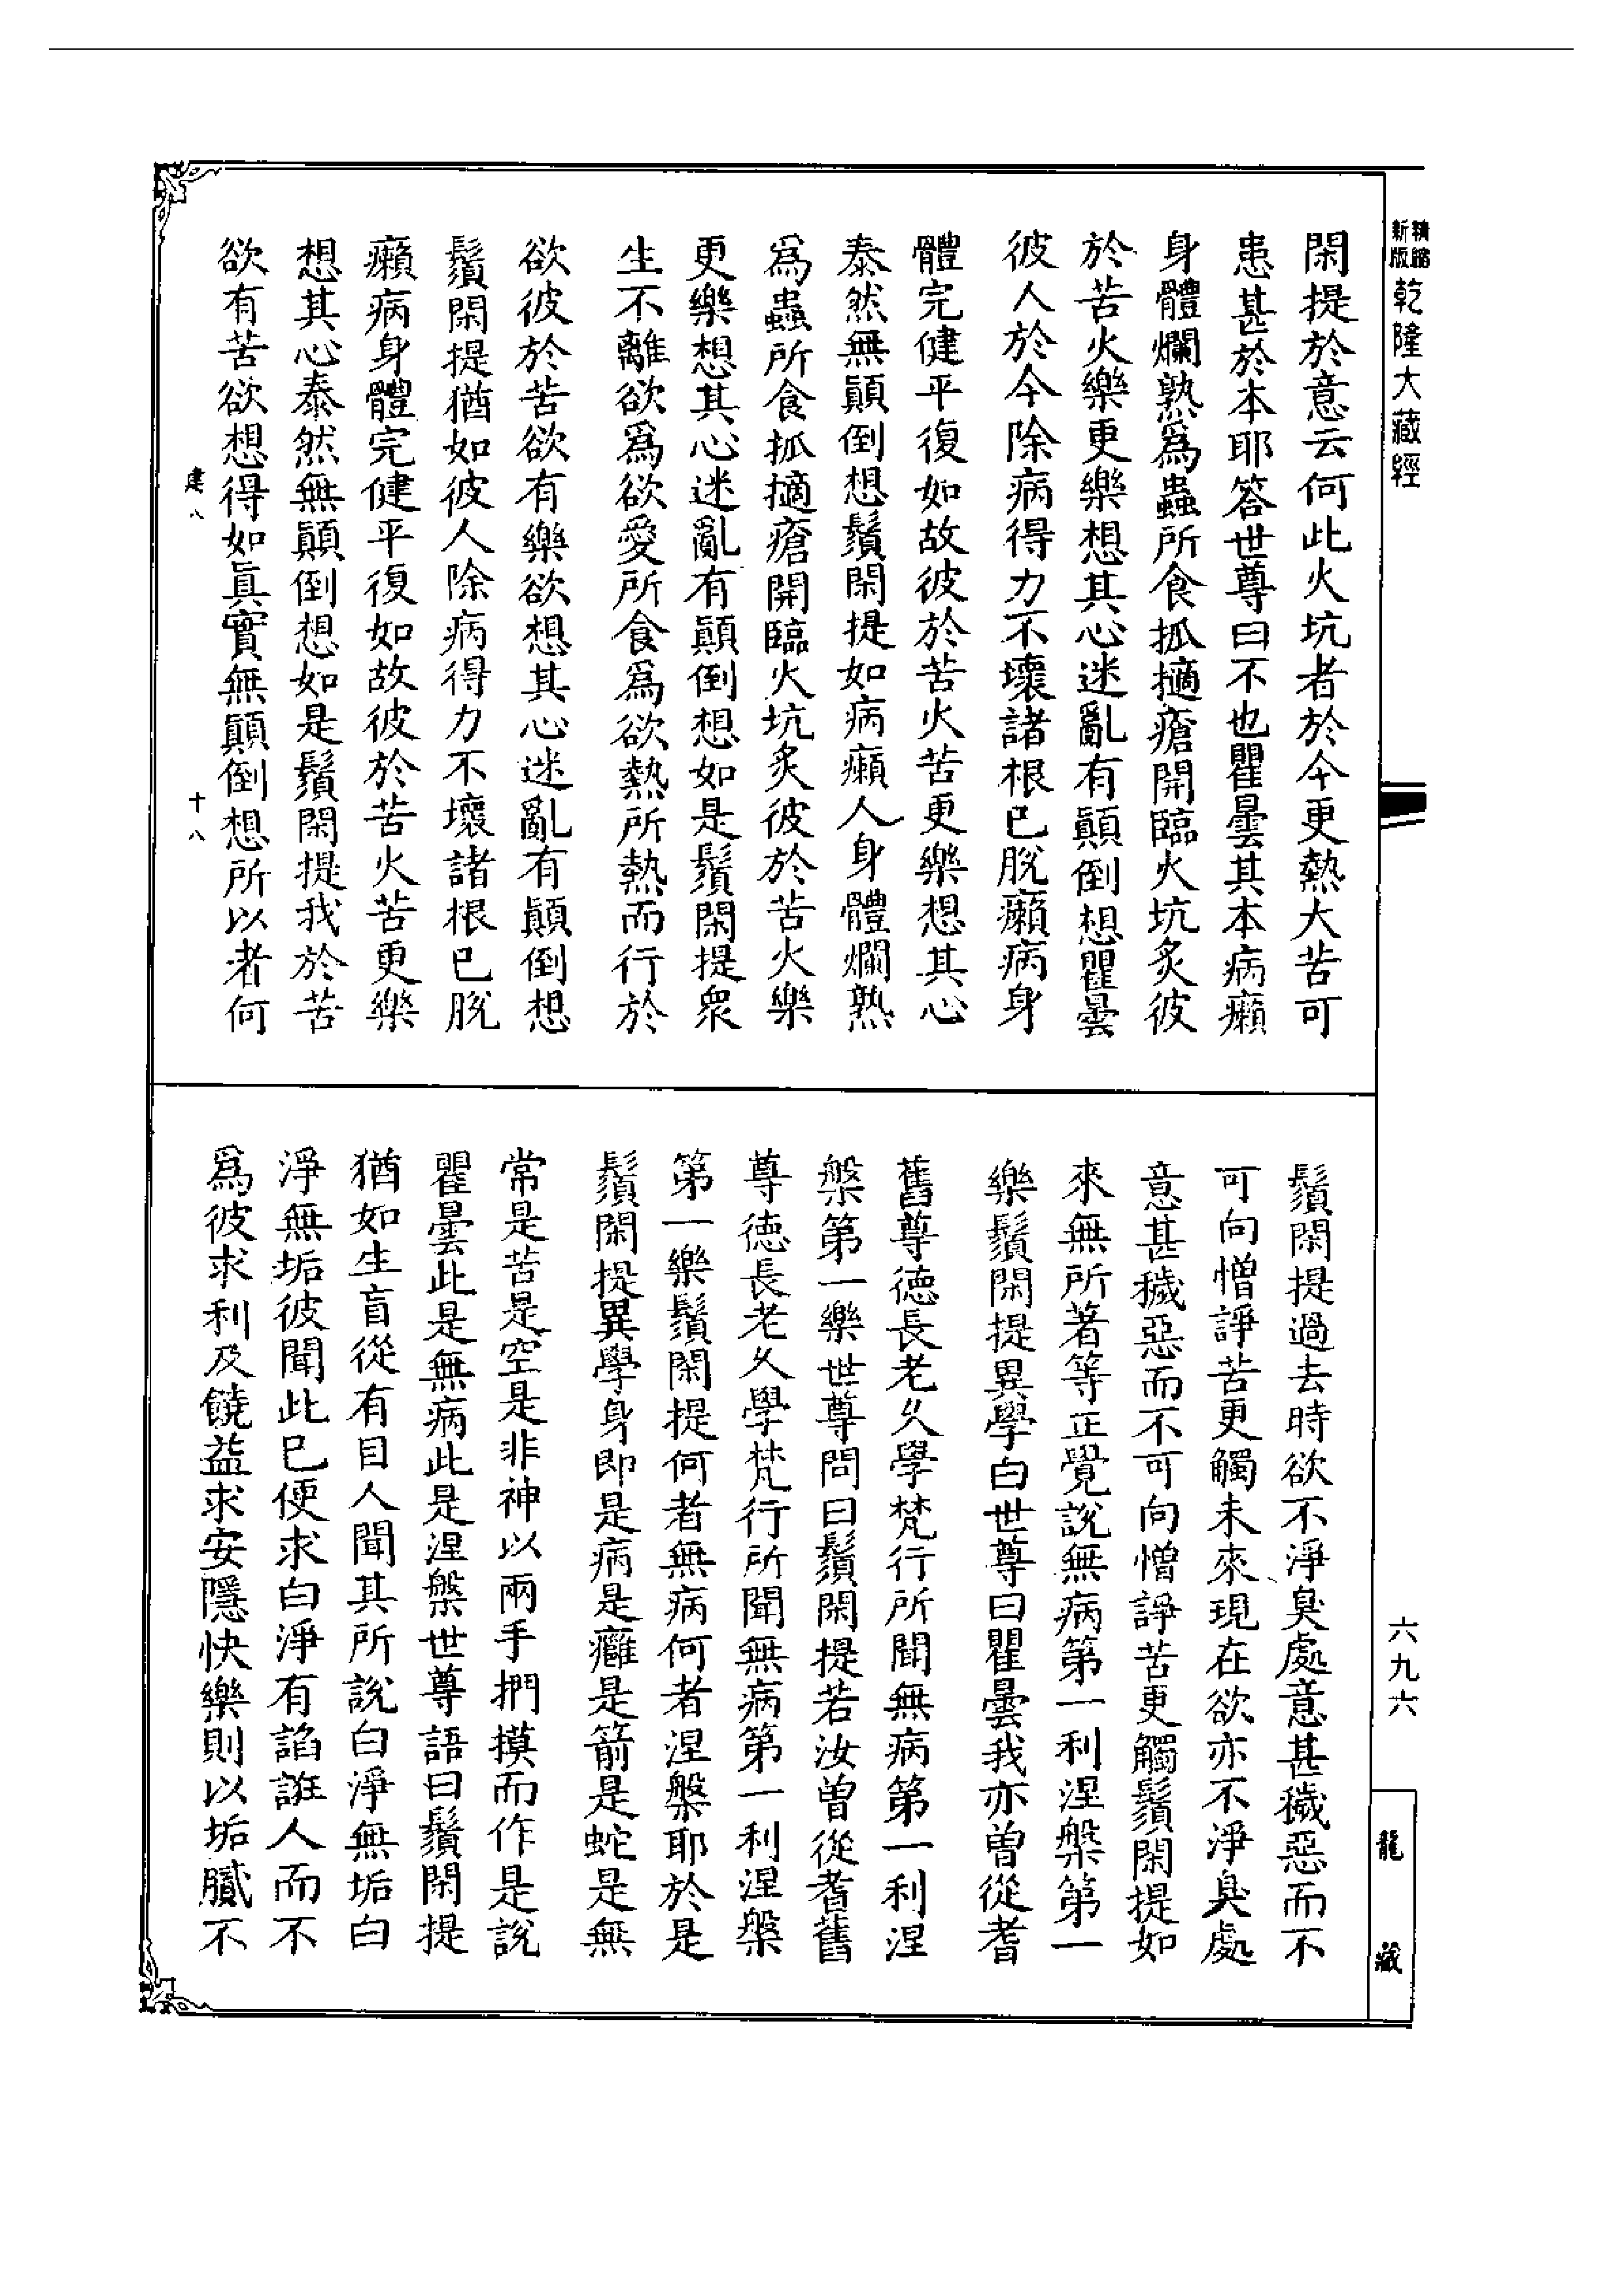 精縮新版乾隆大藏經
閑提於意云何此火坑者於今更熱大苦可
患甚於本耶答世尊曰不也瞿曇其本病癩
身體爛熟爲蟲所食抓擿瘡開臨火坑炙彼
於苦火樂更樂想其心迷亂有顚倒想瞿曇
彼人於今除病得力不壞諸根已脫癩病身
體完健平復如故彼於苦火苦更樂想其心
泰然無顚倒想鬚閑提如病癩人身體爛熟
爲蟲所食抓擿瘡開臨火坑炙彼於苦火樂
更樂想其心迷亂有顚倒想如是鬚閑提衆
生不離欲爲欲愛所食爲欲熱所熱而行於
欲彼於苦欲有樂欲想其心迷亂有顚倒想
鬚閑提猶如彼人除病得力不壞諸根已脫
癩病身體完健平復如故彼於苦火苦更樂
想其心泰然無顚倒想如是鬚閑提我於苦
欲有苦欲想得如眞實無顚倒想所以者何
建八
十八
鬚閑提過去時欲不淨臭處意甚穢惡而不
可向憎諍苦更觸未來現在欲亦不淨臭處
意甚穢惡而不可向憎諍苦更觸鬚閑提如
來無所著等正覺說無病第一利涅槃第一
樂鬚閑提異學白世尊曰瞿曇我亦曾從耆
舊尊德長老久學梵行所聞無病第一利涅
槃第一樂世尊問曰鬚閑提若汝曾從耆舊
尊德長老久學梵行所聞無病第一利涅槃
第一樂鬚閑提何者無病何者涅槃耶於是
鬚閑提異學身即是病是癰是箭是蛇是無
常是苦是空是非神以兩手捫摸而作是說
瞿曇此是無病此是涅槃世尊語曰鬚閑提
猶如生盲從有目人聞其所說白淨無垢白
淨無垢彼聞此已便求白淨有諂誑人而不
爲彼求利及饒益求安隱快樂則以垢膩不
六九六
龍藏